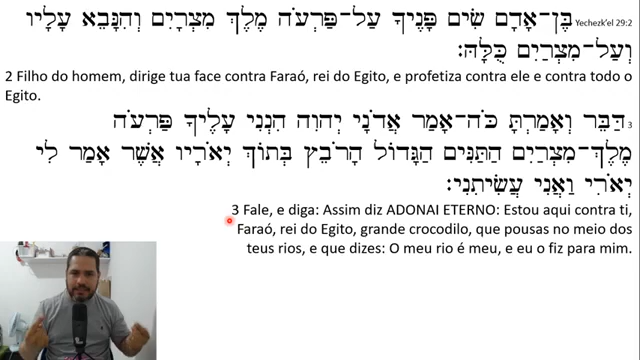 בֶּן־אָדָם שִׂים פָּנֶיךָ עַל־פַּרְעֹה מֶלֶךְ מִצְרָיִם וְהִנָּבֵא עָלָיו Yechezk'el 29:2
וְעַל־מִצְרַיִם כֻּלָּהּ׃
2 Filho do homem, dirige tua face contra Faraó, rei do Egito, e profetiza contra ele e contra todo o
Egito.
דַּבֵּר וְאָמַרְתָּ כֹּה־אָמַר אֲדֹנָי יְהוִה הִנְנִי עָלֶיךָ פַּרְעֹה 3
מֶלֶךְ־מִצְרַיִם הַתַּנִּים הַגָּדוֹל הָרֹבֵץ בְּתוֹךְ יְאֹרָיו אֲשֶׁר אָמַר לִי
יְאֹרִי וַאֲנִי עֲשִׂיתִנִי׃
3 Fale, e diga: Assim diz ADONAI ETERNO: Estou aqui contra ti,
Faraó, rei do Egito, grande crocodilo, que pousas no meio dos
teus rios, e que dizes: O meu rio é meu, e eu o fiz para mim.